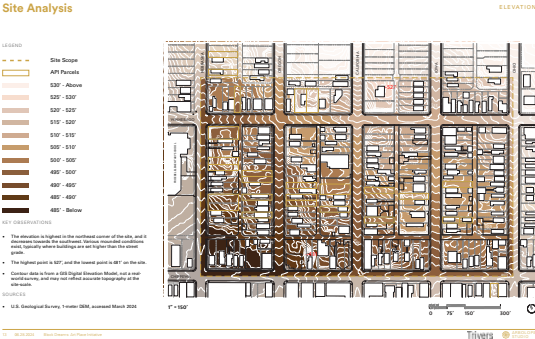 Site Analysis
ELEVATION
LEGEND
Site Scope
API Parcels
530' - Above
525' - 530'
520' - 525'
515' - 520'
510' - 515'
505' - 510'
500' - 505'
495' - 500'
490' - 495'
485' - 490'
485' - Below
KEY OBSERVATIONS
• The elevation is highest in the northeast corner of the site, and it
decreases towards the southwest. Various mounded conditions
exist, typically where buildings are set higher than the street
grade.
• The highest point is 527', and the lowest point is 481' on the site.
• Contour data is from a GIS Digital Elevation Model, not a real-
world survey, and may not reflect accurate topography at the
site-scale.
SOURCES
• U.S. Geological Survey, 1-meter DEM, accessed March 2024
CALIFORNIA
IOWA
OHIO
1" = 150'
0 75' 150' 300'
Trivers